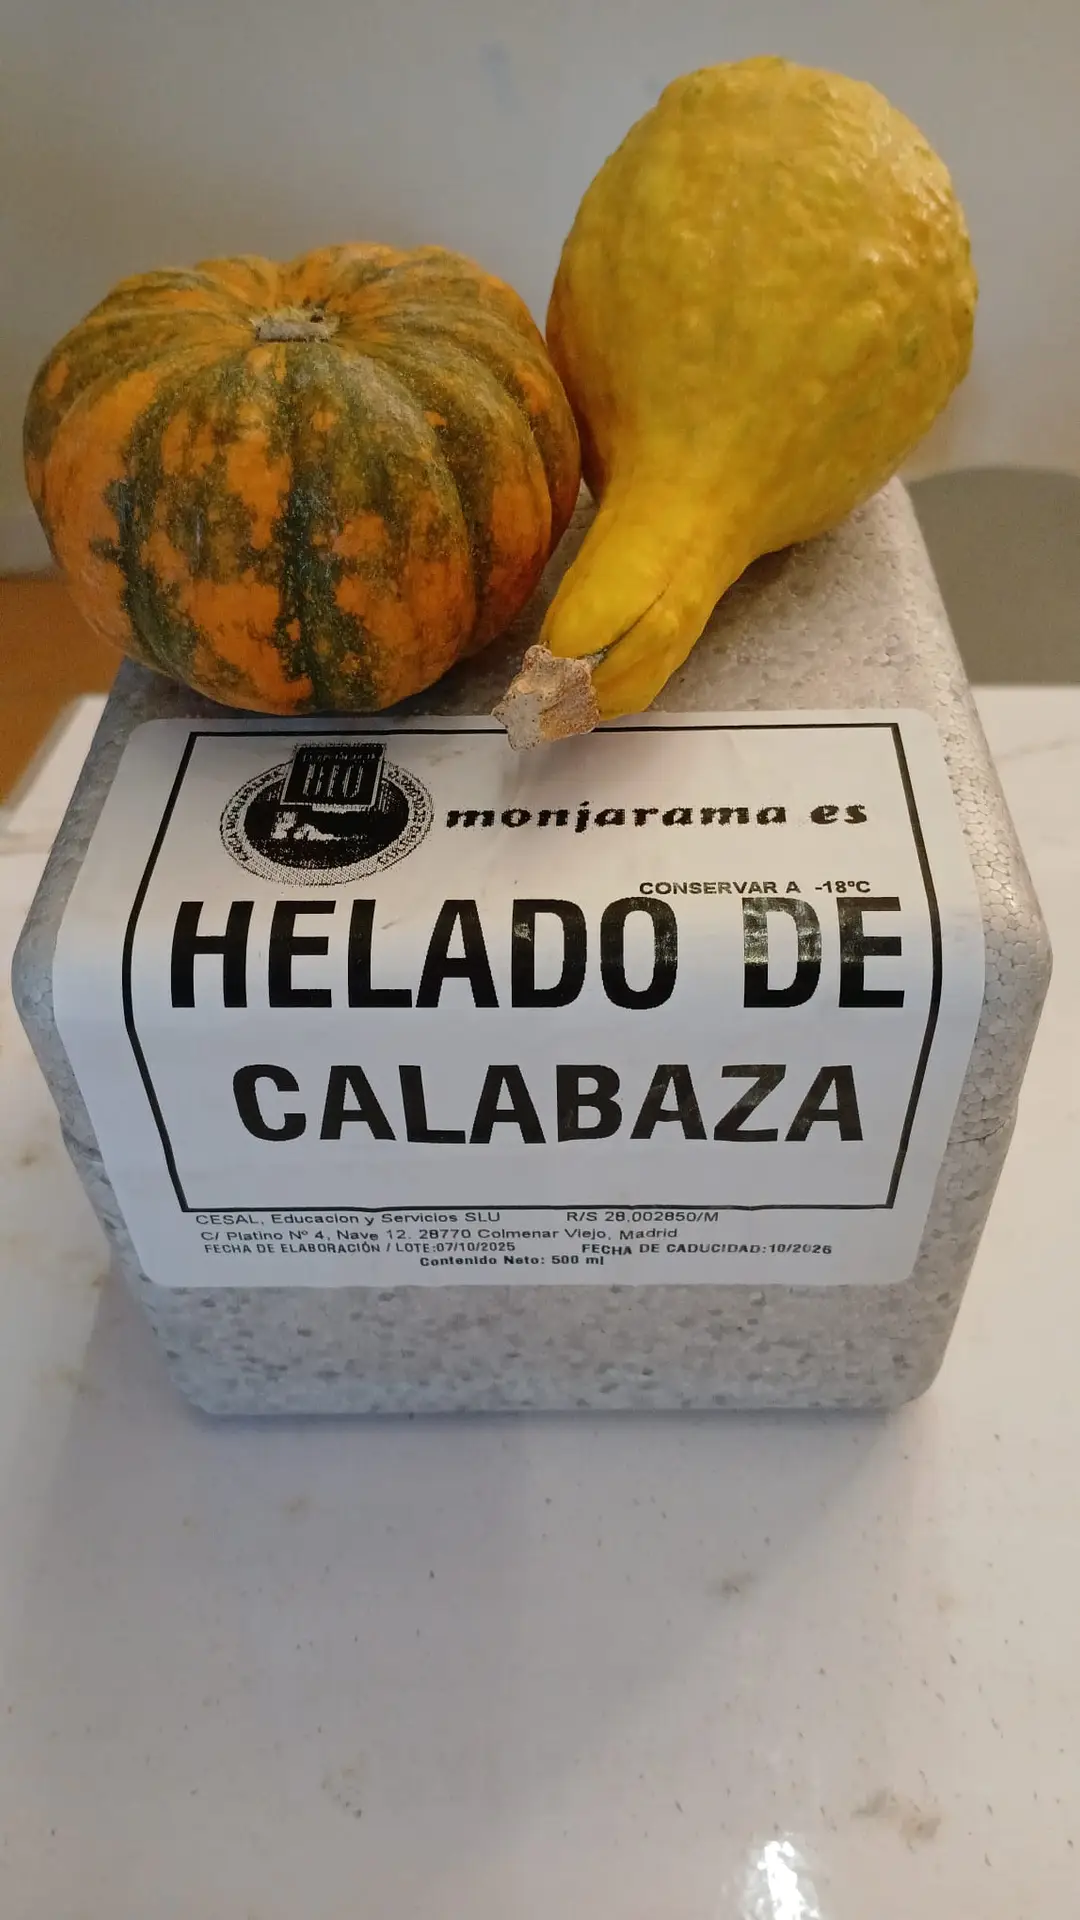 BIO
monjarama es
CONSERVAR A -18ºC
HELADO DE
CALABAZA
CESAL, Educacion y Servicios SLU R/S 28,002850/M
C/ Platino Nº 4, Nave 12. 28770 Colmenar Viejo, Madrid
FECHA DE ELABORACIÓN / LOTE:07/10/2025 FECHA DE CADUCIDAD:10/2026
Contenido Neto: 500 ml